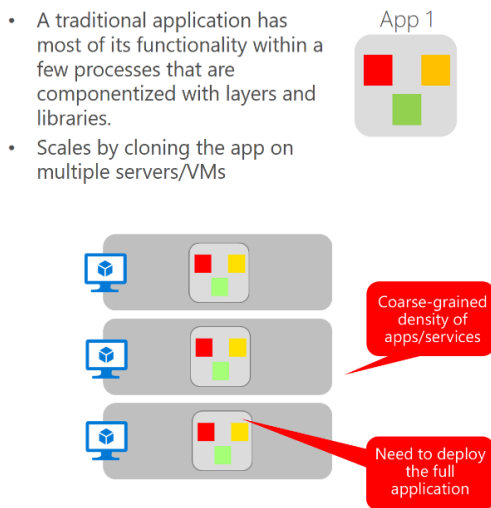 • A traditional application has
most of its functionality within a
few processes that are
componentized with layers and
libraries.
• Scales by cloning the app on
multiple servers/VMs
App 1
Coarse-grained
density of
apps/services
Need to deploy
the full
application